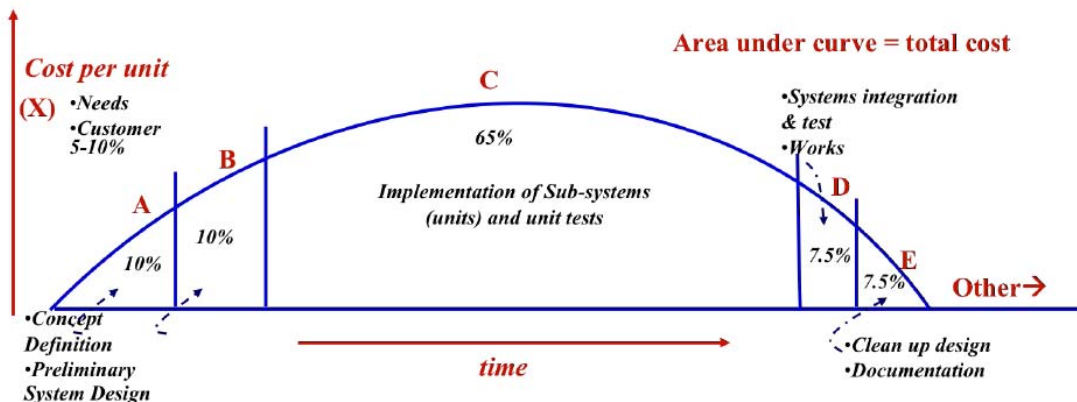 Area under curve = total cost
Cost per unit
(X)
•Needs
•Customer
5-10%
C
•Systems integration
& test
•Works
65%
B
A
D
Implementation of Sub-systems
(units) and unit tests
10%
10%
7.5%
E
7.5%
Other→
•Concept
Definition
•Preliminary
System Design
time
•Clean up design
•Documentation